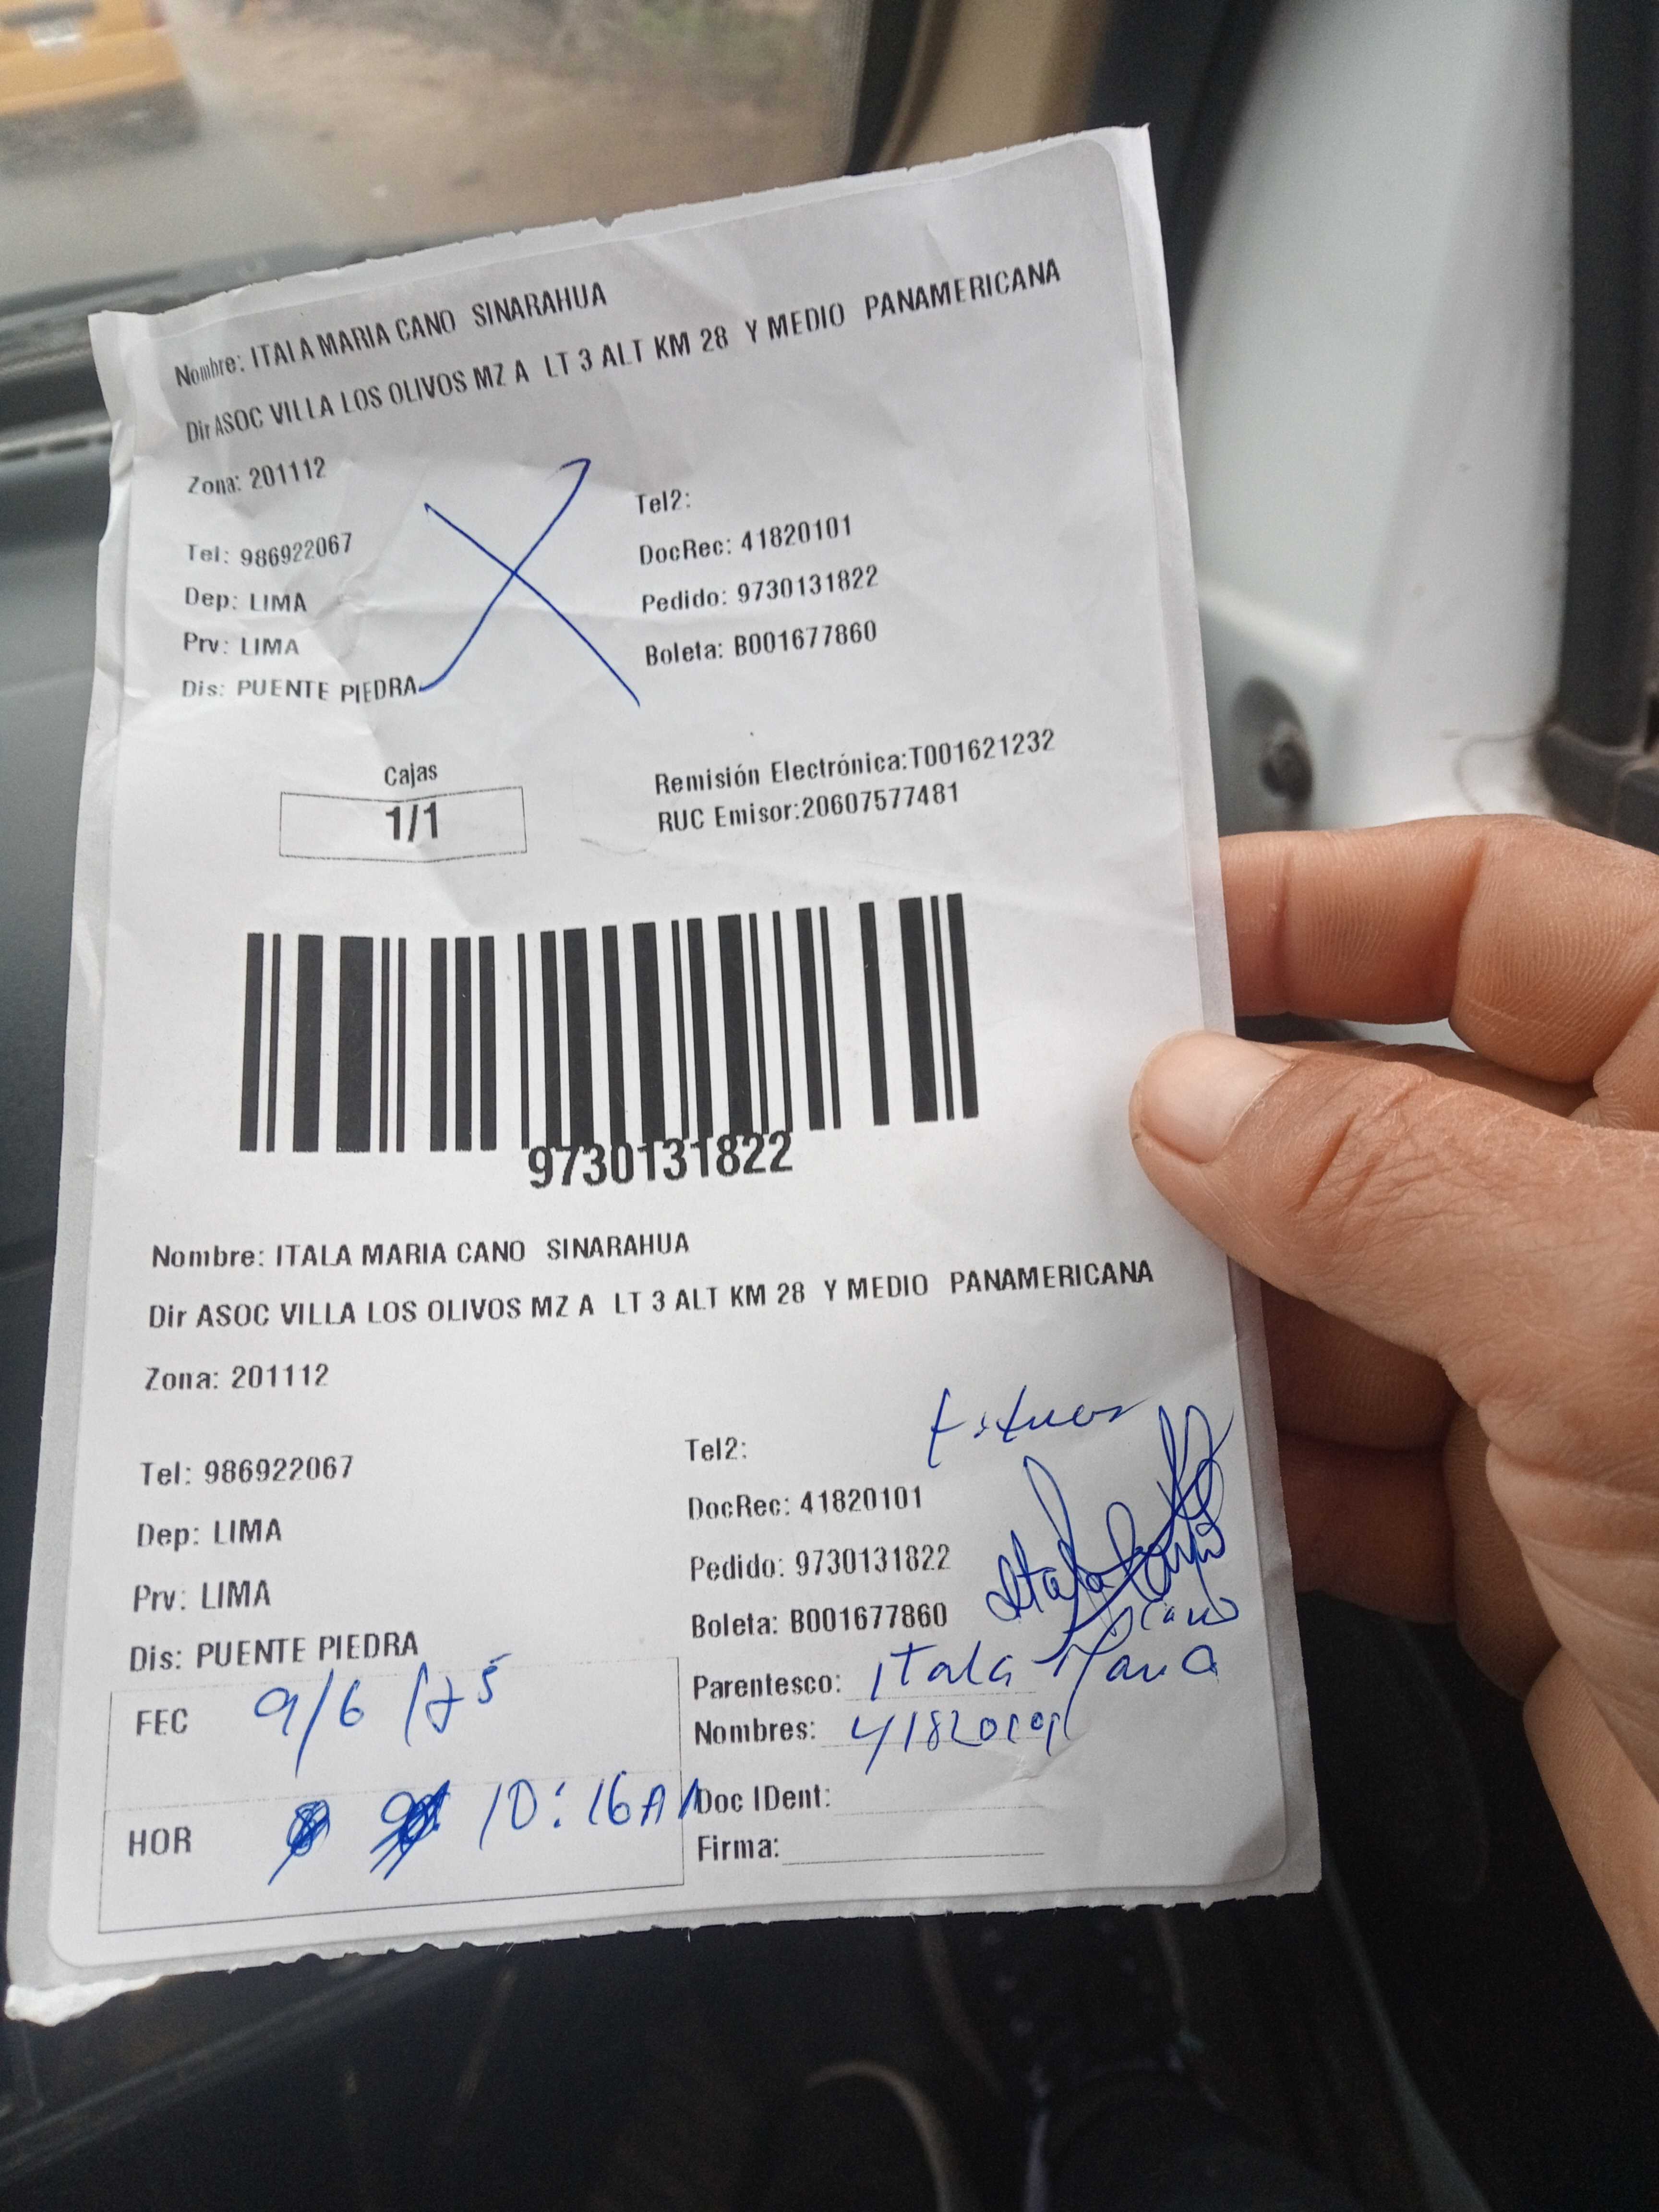 Nombre: ITALA MARIA CANO SINARAHUA
Dir ASOC VILLA LOS OLIVOS MZ A LT 3 ALT KM 28 Y MEDIO PANAMERICANA
Zona: 201112
Tel2:
Tel: 986922067
DocRec: 41820101
Dep: LIMA
Pedido: 9730131822
Prv: LIMA
Boleta: B001677860
Dis: PUENTE PIEDRA
Cajas
1/1
Remisión Electrónica:T001621232
RUC Emisor:20607577481
9730131822
Nombre: ITALA MARIA CANO SINARAHUA
Dir ASOC VILLA LOS OLIVOS MZ A LT 3 ALT KM 28 Y MEDIO PANAMERICANA
Zona: 201112
Tel2:
Tel: 986922067
DocRec: 41820101
Dep: LIMA
Pedido: 9730131822
Prv: LIMA
Boleta: B001677860
Dis: PUENTE PIEDRA
Cano
Parentesco: Itala Maria
FEC 9/6/25
Nombres: 41820101
HOR 10:16AM
Doc IDent:
Firma: